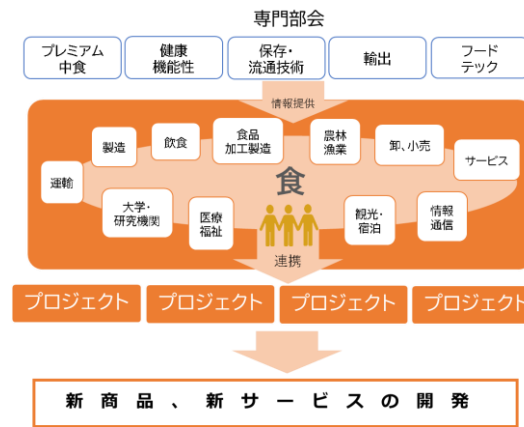 専門部会
プレミアム
中食
健康
機能性
保存・
流通技術
輸出
フード
テック
情報提供
製造
飲食
食品
加工製造
農林
漁業
卸、小売
サービス
運輸
食
大学・
研究機関
医療
福祉
観光・
宿泊
情報
通信
連携
プロジェクト
プロジェクト
プロジェクト
プロジェクト
新商品、新サービスの開発